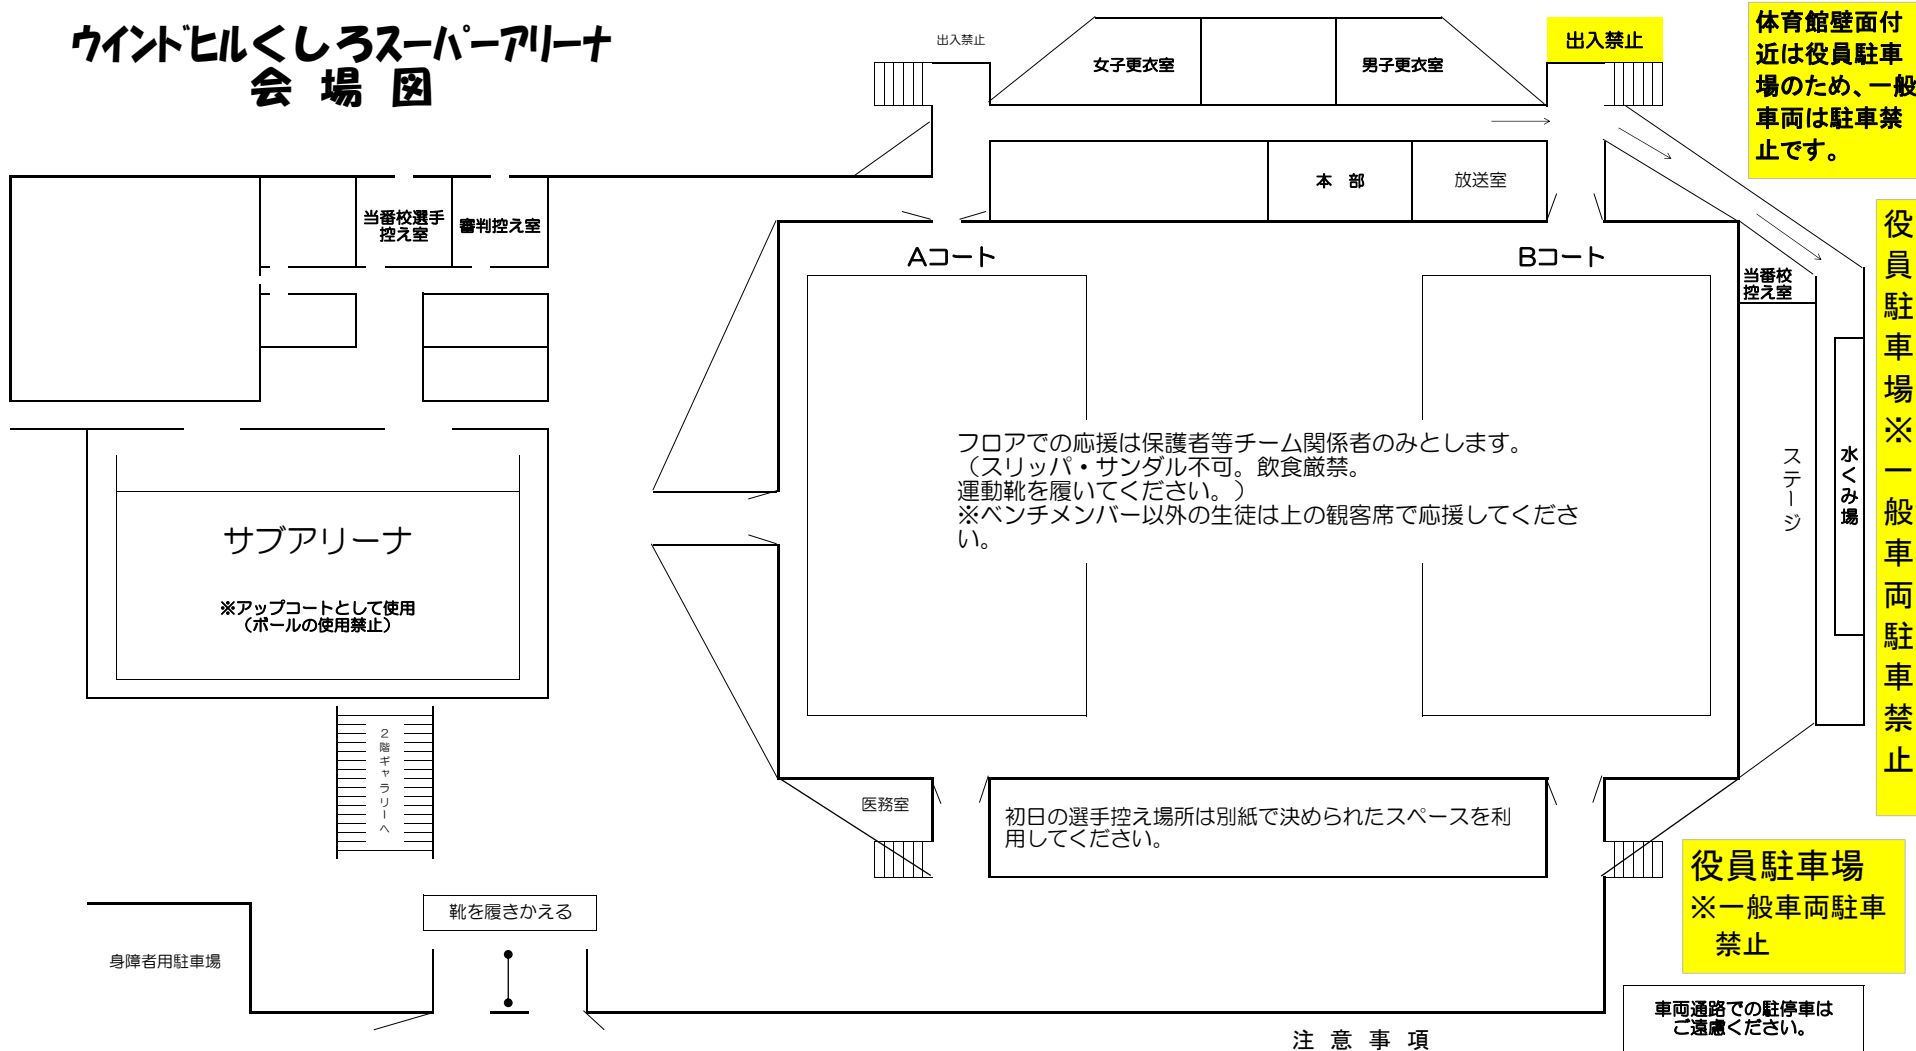 ウインドヒルくしろスーパーアリーナ
会場図
出入禁止
女子更衣室
男子更衣室
出入禁止
体育館壁面付
近は役員駐車
場のため、一般
車両は駐車禁
止です。
当番校選手
控え室
審判控え室
本部
放送室
Aコート
Bコート
当番校
控え室
役員駐車場※一般車両駐車禁止
フロアでの応援は保護者等チーム関係者のみとします。
（スリッパ・サンダル不可。飲食厳禁。
運動靴を履いてください。）
※ベンチメンバー以外の生徒は上の観客席で応援してくださ
い。
ステージ
水くみ場
サブアリーナ
※アップコートとして使用
（ボールの使用禁止）
２階ギャラリーへ
医務室
初日の選手控え場所は別紙で決められたスペースを利
用してください。
役員駐車場
※一般車両駐車
禁止
靴を履きかえる
身障者用駐車場
車両通路での駐停車は
ご遠慮ください。
注意事項